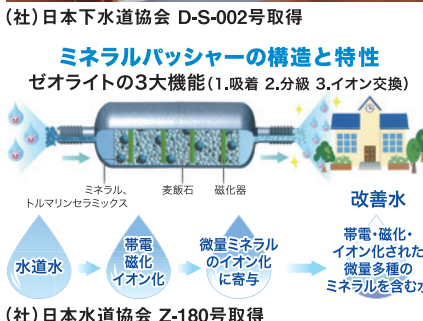 (社)日本下水道協会 D-S-002号取得
ミネラルパッシャーの構造と特性
ゼオライトの3大機能(1.吸着 2.分級 3.イオン交換)
ミネラル、
トルマリンセラミックス
麦飯石
磁化器
改善水
水道水
帯電
磁化
イオン化
微量ミネラル
のイオン化
に寄与
帯電・磁化・
イオン化された
微量多種の
ミネラルを含む水
(社)日本水道協会 Z-180号取得